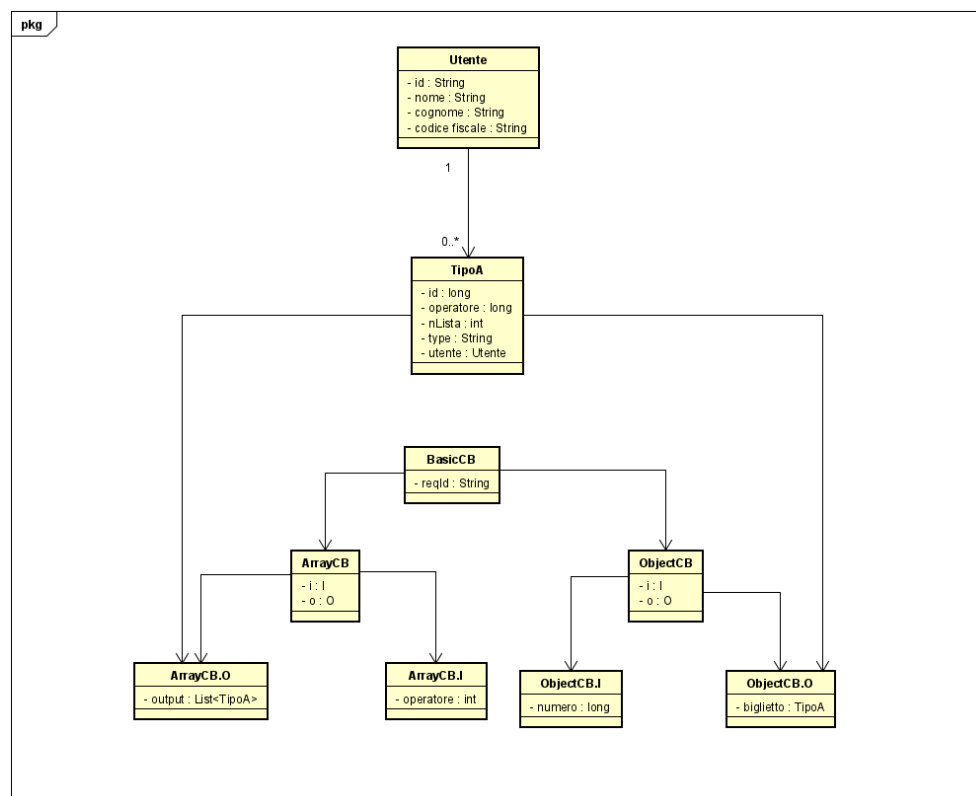 pkg
Utente
- id : String
- nome : String
- cognome : String
- codice fiscale : String
1
0..*
TipoA
- id : long
- operatore : long
- nLista : int
- type : String
- utente : Utente
BasicCB
- reqId : String
ArrayCB
- i : I
- o : O
ObjectCB
- i : I
- o : O
ArrayCB.O
- output : List<TipoA>
ArrayCB.I
- operatore : int
ObjectCB.I
- numero : long
ObjectCB.O
- biglietto : TipoA